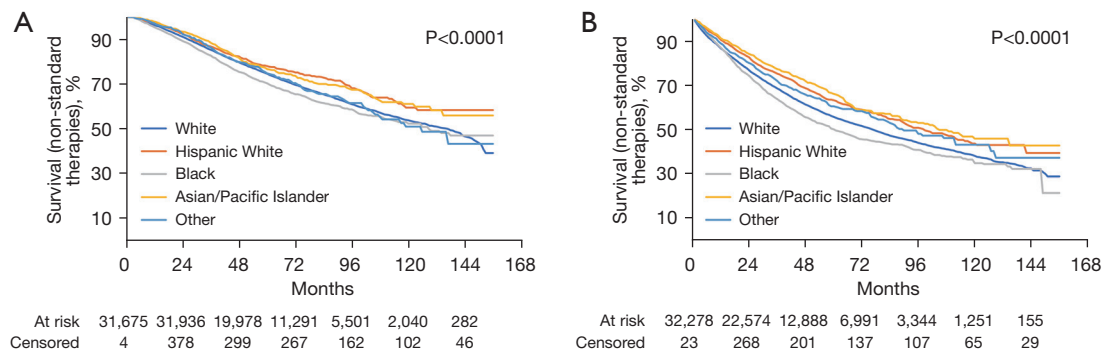 A
P<0.0001
Survival (non-standard
therapies), %
90
70
50
30
10
White
Hispanic White
Black
Asian/Pacific Islander
Other
0 24 48 72 96 120 144 168
Months
At risk 31,675 31,936 19,978 11,291 5,501 2,040 282
Censored 4 378 299 267 162 102 46
B
P<0.0001
Survival (non-standard
therapies), %
90
70
50
30
10
White
Hispanic White
Black
Asian/Pacific Islander
Other
0 24 48 72 96 120 144 168
Months
At risk 32,278 22,574 12,888 6,991 3,344 1,251 155
Censored 23 268 201 137 107 65 29